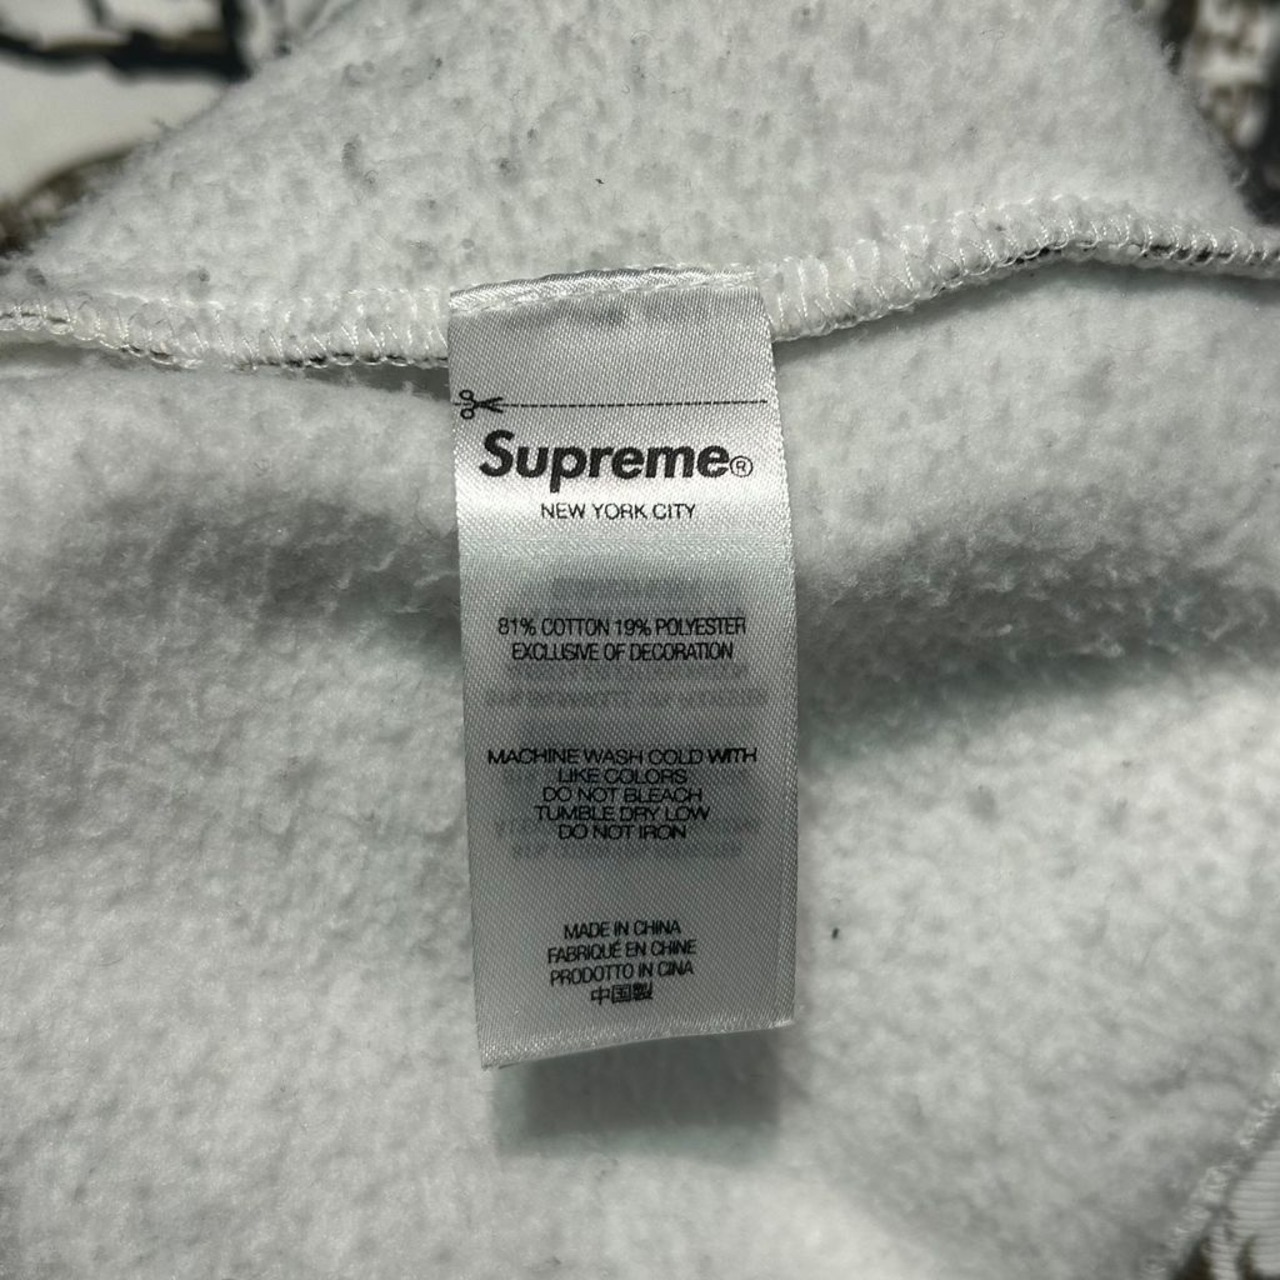 Supreme®
NEW YORK CITY
81% COTTON 19% POLYESTER
EXCLUSIVE OF DECORATION
MACHINE WASH COLD WITH
LIKE COLORS
DO NOT BLEACH
TUMBLE DRY LOW
DO NOT IRON
MADE IN CHINA
FABRIQUÉ EN CHINE
PRODOTTO IN CINA
中国製